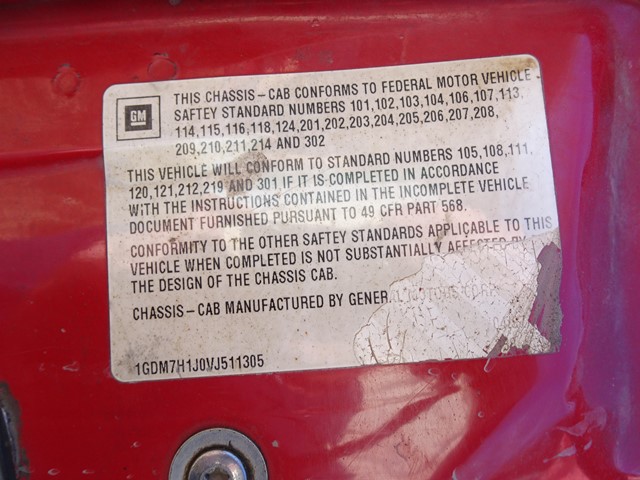 GM
THIS CHASSIS-CAB CONFORMS TO FEDERAL MOTOR VEHICLE
SAFTEY STANDARD NUMBERS 101,102,103,104,106,107,113,
114,115,116,118,124,201,202,203,204,205,206,207,208,
209,210,211,214 AND 302
THIS VEHICLE WILL CONFORM TO STANDARD NUMBERS 105,108,111,
120,121,212,219 AND 301 IF IT IS COMPLETED IN ACCORDANCE
WITH THE INSTRUCTIONS CONTAINED IN THE INCOMPLETE VEHICLE
DOCUMENT FURNISHED PURSUANT TO 49 CFR PART 568.
CONFORMITY TO THE OTHER SAFTEY STANDARDS APPLICABLE TO THIS
VEHICLE WHEN COMPLETED IS NOT SUBSTANTIALLY AFFECTED BY
THE DESIGN OF THE CHASSIS CAB.
CHASSIS-CAB MANUFACTURED BY GENERAL MOTORS CORP
1GDM7H1J0VJ511305